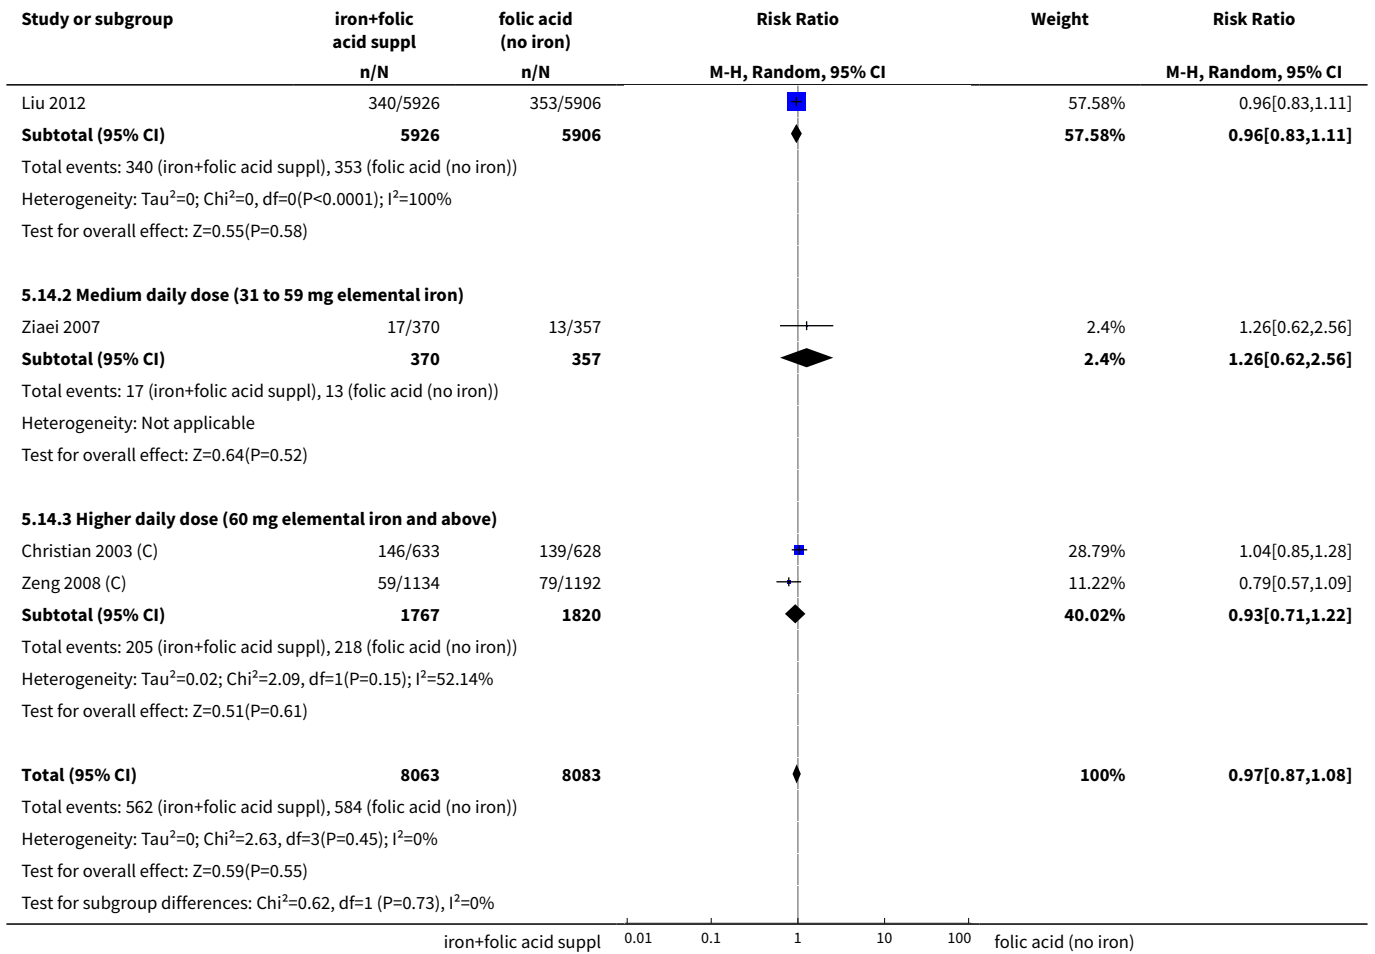 Study or subgroup iron+folic acid suppl folic acid (no iron) Risk Ratio Weight Risk Ratio
n/N n/N M-H, Random, 95% CI M-H, Random, 95% CI
Liu 2012 340/5926 353/5906 57.58% 0.96[0.83,1.11]
Subtotal (95% CI) 5926 5906 57.58% 0.96[0.83,1.11]
Total events: 340 (iron+folic acid suppl), 353 (folic acid (no iron))
Heterogeneity: Tau²=0; Chi²=0, df=0(P<0.0001); I²=100%
Test for overall effect: Z=0.55(P=0.58)
5.14.2 Medium daily dose (31 to 59 mg elemental iron)
Ziaei 2007 17/370 13/357 2.4% 1.26[0.62,2.56]
Subtotal (95% CI) 370 357 2.4% 1.26[0.62,2.56]
Total events: 17 (iron+folic acid suppl), 13 (folic acid (no iron))
Heterogeneity: Not applicable
Test for overall effect: Z=0.64(P=0.52)
5.14.3 Higher daily dose (60 mg elemental iron and above)
Christian 2003 (C) 146/633 139/628 28.79% 1.04[0.85,1.28]
Zeng 2008 (C) 59/1134 79/1192 11.22% 0.79[0.57,1.09]
Subtotal (95% CI) 1767 1820 40.02% 0.93[0.71,1.22]
Total events: 205 (iron+folic acid suppl), 218 (folic acid (no iron))
Heterogeneity: Tau²=0.02; Chi²=2.09, df=1(P=0.15); I²=52.14%
Test for overall effect: Z=0.51(P=0.61)
Total (95% CI) 8063 8083 100% 0.97[0.87,1.08]
Total events: 562 (iron+folic acid suppl), 584 (folic acid (no iron))
Heterogeneity: Tau²=0; Chi²=2.63, df=3(P=0.45); I²=0%
Test for overall effect: Z=0.59(P=0.55)
Test for subgroup differences: Chi²=0.62, df=1 (P=0.73), I²=0%
iron+folic acid suppl 0.01 0.1 1 10 100 folic acid (no iron)